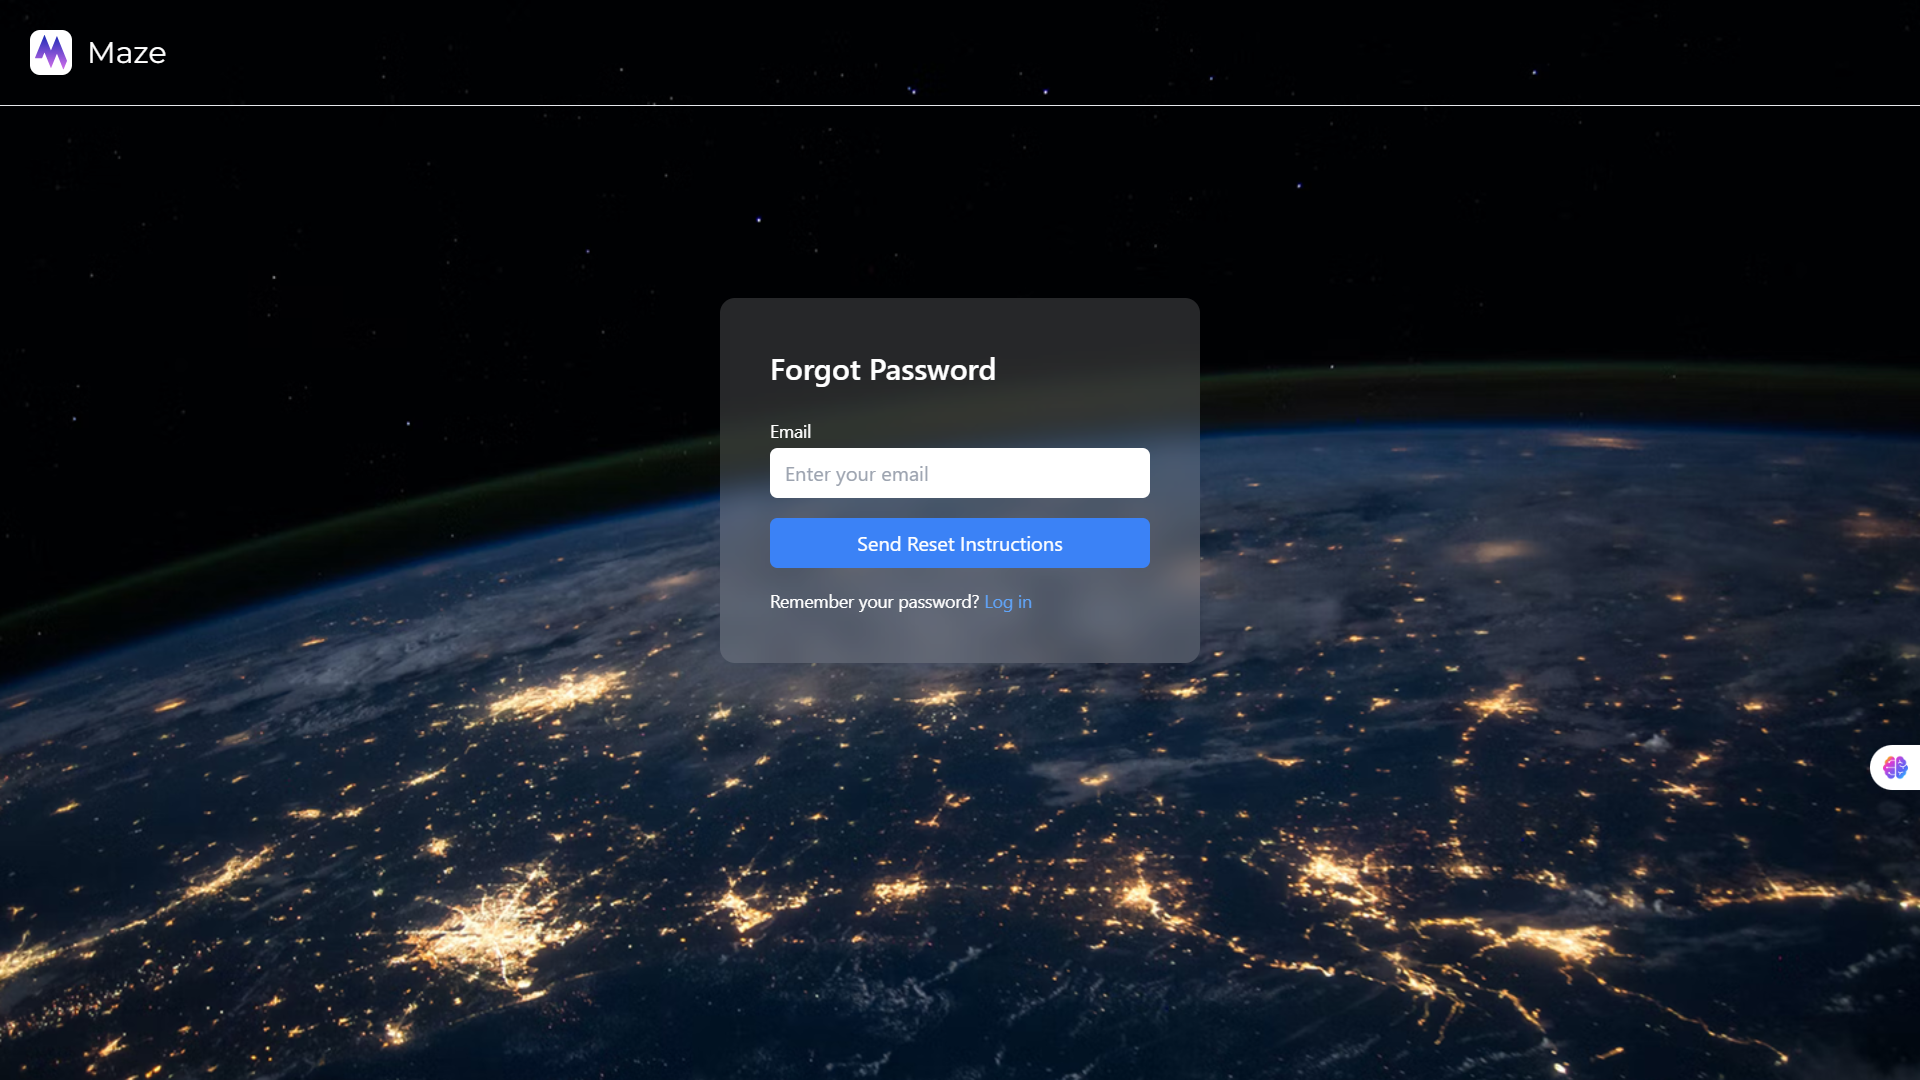 Maze
Forgot Password
Email
Enter your email
Send Reset Instructions
Remember your password? Log in